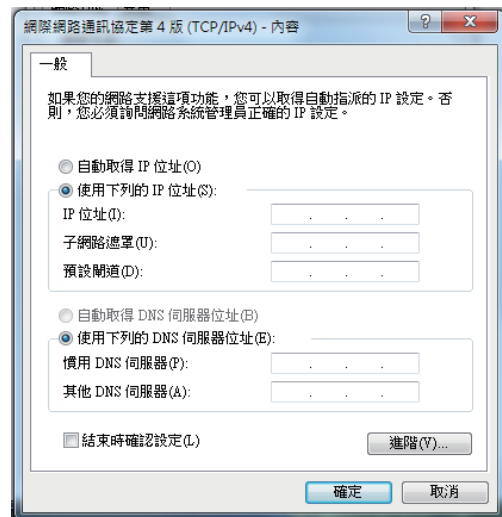 網際網路通訊協定第 4 版 (TCP/IPv4) - 內容
一般
如果您的網路支援這項功能，您可以取得自動指派的 IP 設定。否
則，您必須詢問網路系統管理員正確的 IP 設定。
自動取得 IP 位址(O)
使用下列的 IP 位址(S):
IP 位址(I):
子網路遮罩(U):
預設閘道(D):
自動取得 DNS 伺服器位址(B)
使用下列的 DNS 伺服器位址(E):
慣用 DNS 伺服器(P):
其他 DNS 伺服器(A):
結束時確認設定(L)
進階(V)...
確定
取消